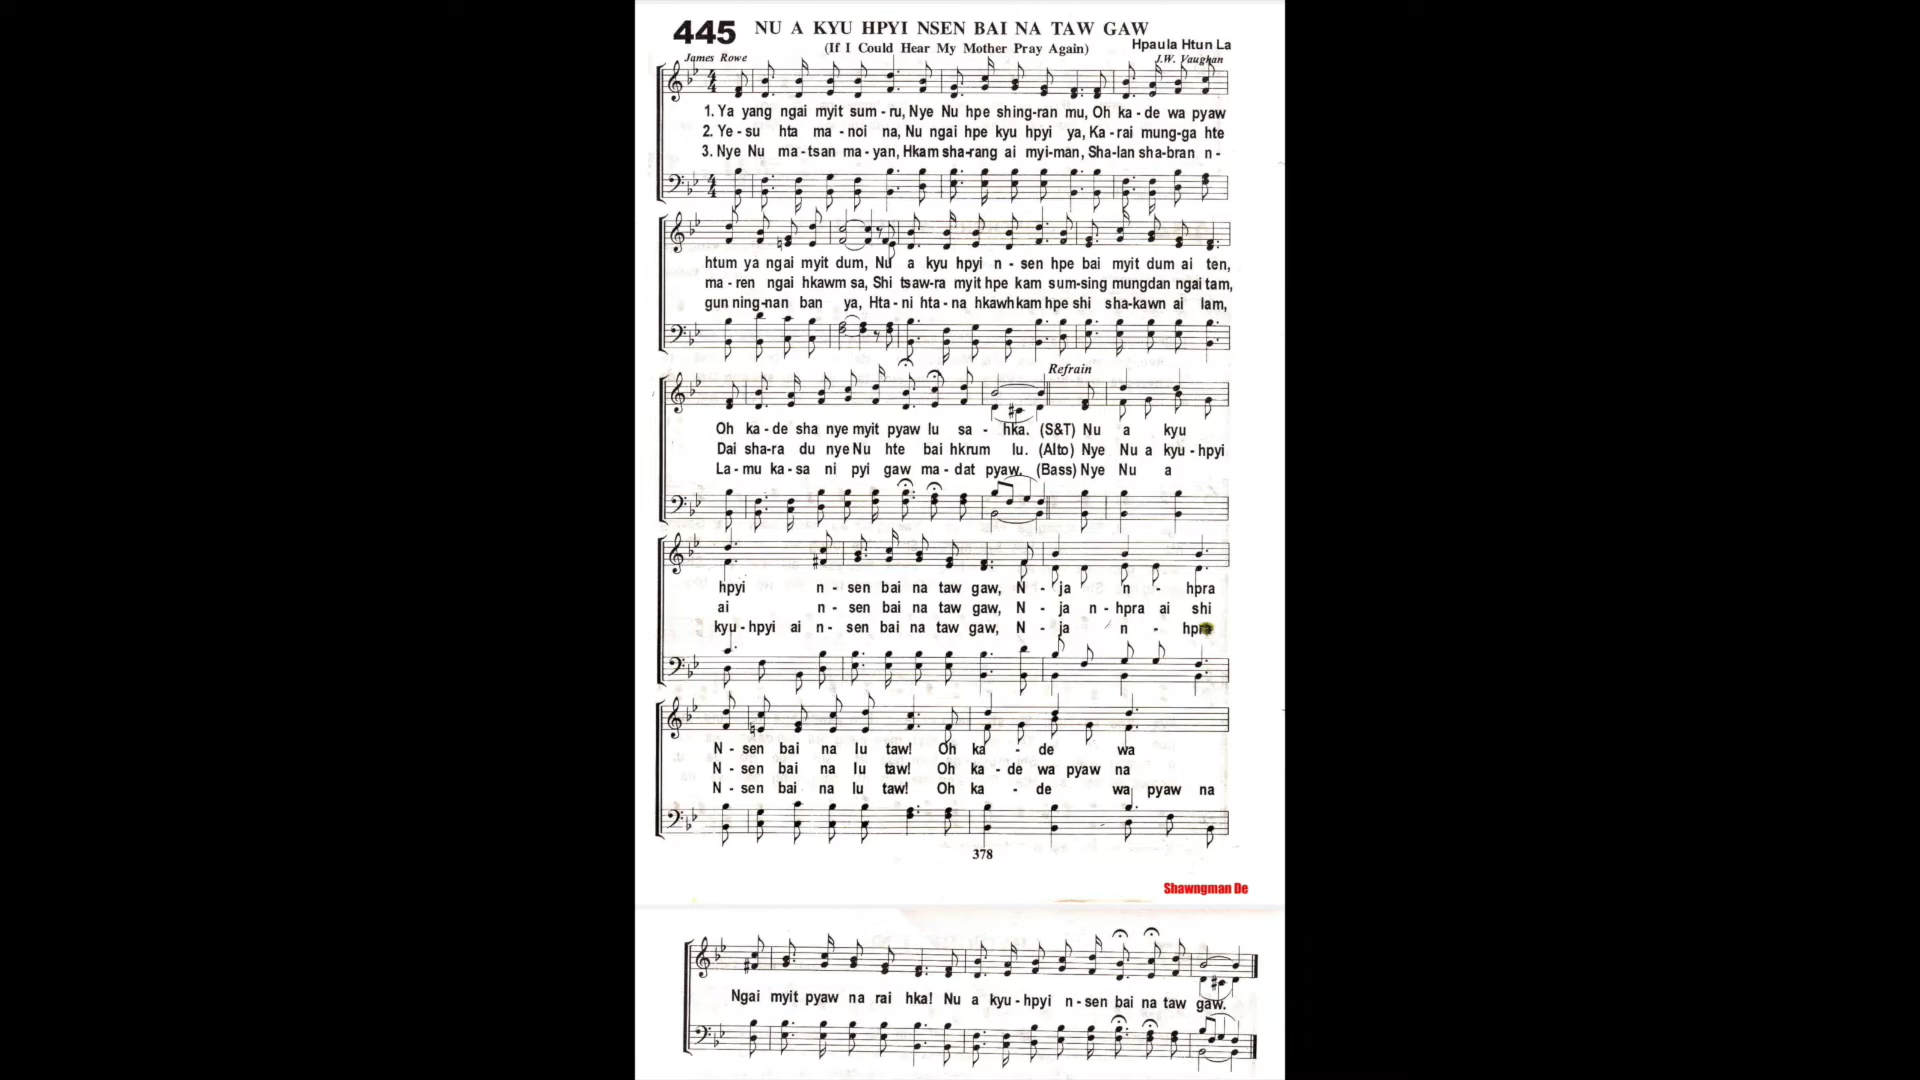 445 NU A KYU HPYI NSEN BAI NA TAW GAW
(If I Could Hear My Mother Pray Again) Hpaula Htun La
James Rowe J.W. Vaughan
1. Ya yang ngai myit sum - ru, Nye Nu hpe shing-ran mu, Oh ka - de wa pyaw
2. Ye - su hta ma - noi na, Nu ngai hpe kyu hpyi ya, Ka - rai mung-ga hte
3. Nye Nu ma - tsan ma - yan, Hkam sha-rang ai myi-man, Sha-lan sha-bran n -
htum ya ngai myit dum, Nu a kyu hpyi n - sen hpe bai myit dum ai ten,
ma - ren ngai hkawm sa, Shi tsaw-ra myit hpe kam sum-sing mungdan ngai tam,
gun ning-nan ban ya, Hta - ni hta - na hkawhkam hpe shi sha-kawn ai lam,
Refrain
Oh ka - de sha nye myit pyaw lu sa - hka. (S&T) Nu a kyu
Dai sha-ra du nye Nu hte bai hkrum lu. (Alto) Nye Nu a kyu - hpyi
La - mu ka - sa ni pyi gaw ma - dat pyaw. (Bass) Nye Nu a
hpyi n - sen bai na taw gaw, N - ja n - hpra
ai n - sen bai na taw gaw, N - ja n - hpra ai shi
kyu - hpyi ai n - sen bai na taw gaw, N - ja n - hpra
N - sen bai na lu taw! Oh ka - de wa
N - sen bai na lu taw! Oh ka - de wa pyaw na
N - sen bai na lu taw! Oh ka - de wa pyaw na
378
Shawngman De
Ngai myit pyaw na rai hka! Nu a kyu - hpyi n - sen bai na taw gaw.